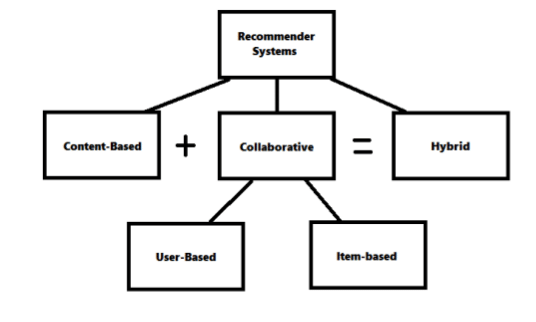 Recommender
Systems
Content-Based + Collaborative = Hybrid
User-Based
Item-based